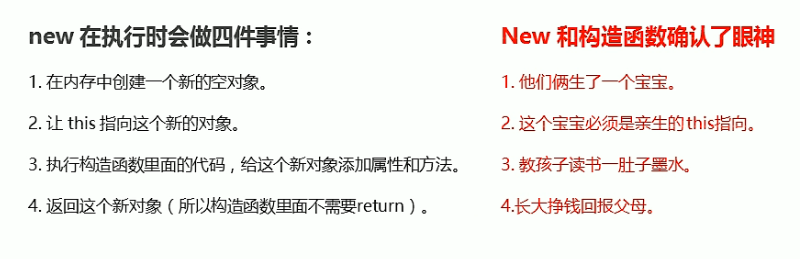 new 在执行时会做四件事情：
1. 在内存中创建一个新的空对象。
2. 让 this 指向这个新的对象。
3. 执行构造函数里面的代码，给这个新对象添加属性和方法。
4. 返回这个新对象（所以构造函数里面不需要return）。
New 和构造函数确认了眼神
1. 他们俩生了一个宝宝。
2. 这个宝宝必须是亲生的 this指向。
3. 教孩子读书一肚子墨水。
4.长大挣钱回报父母。